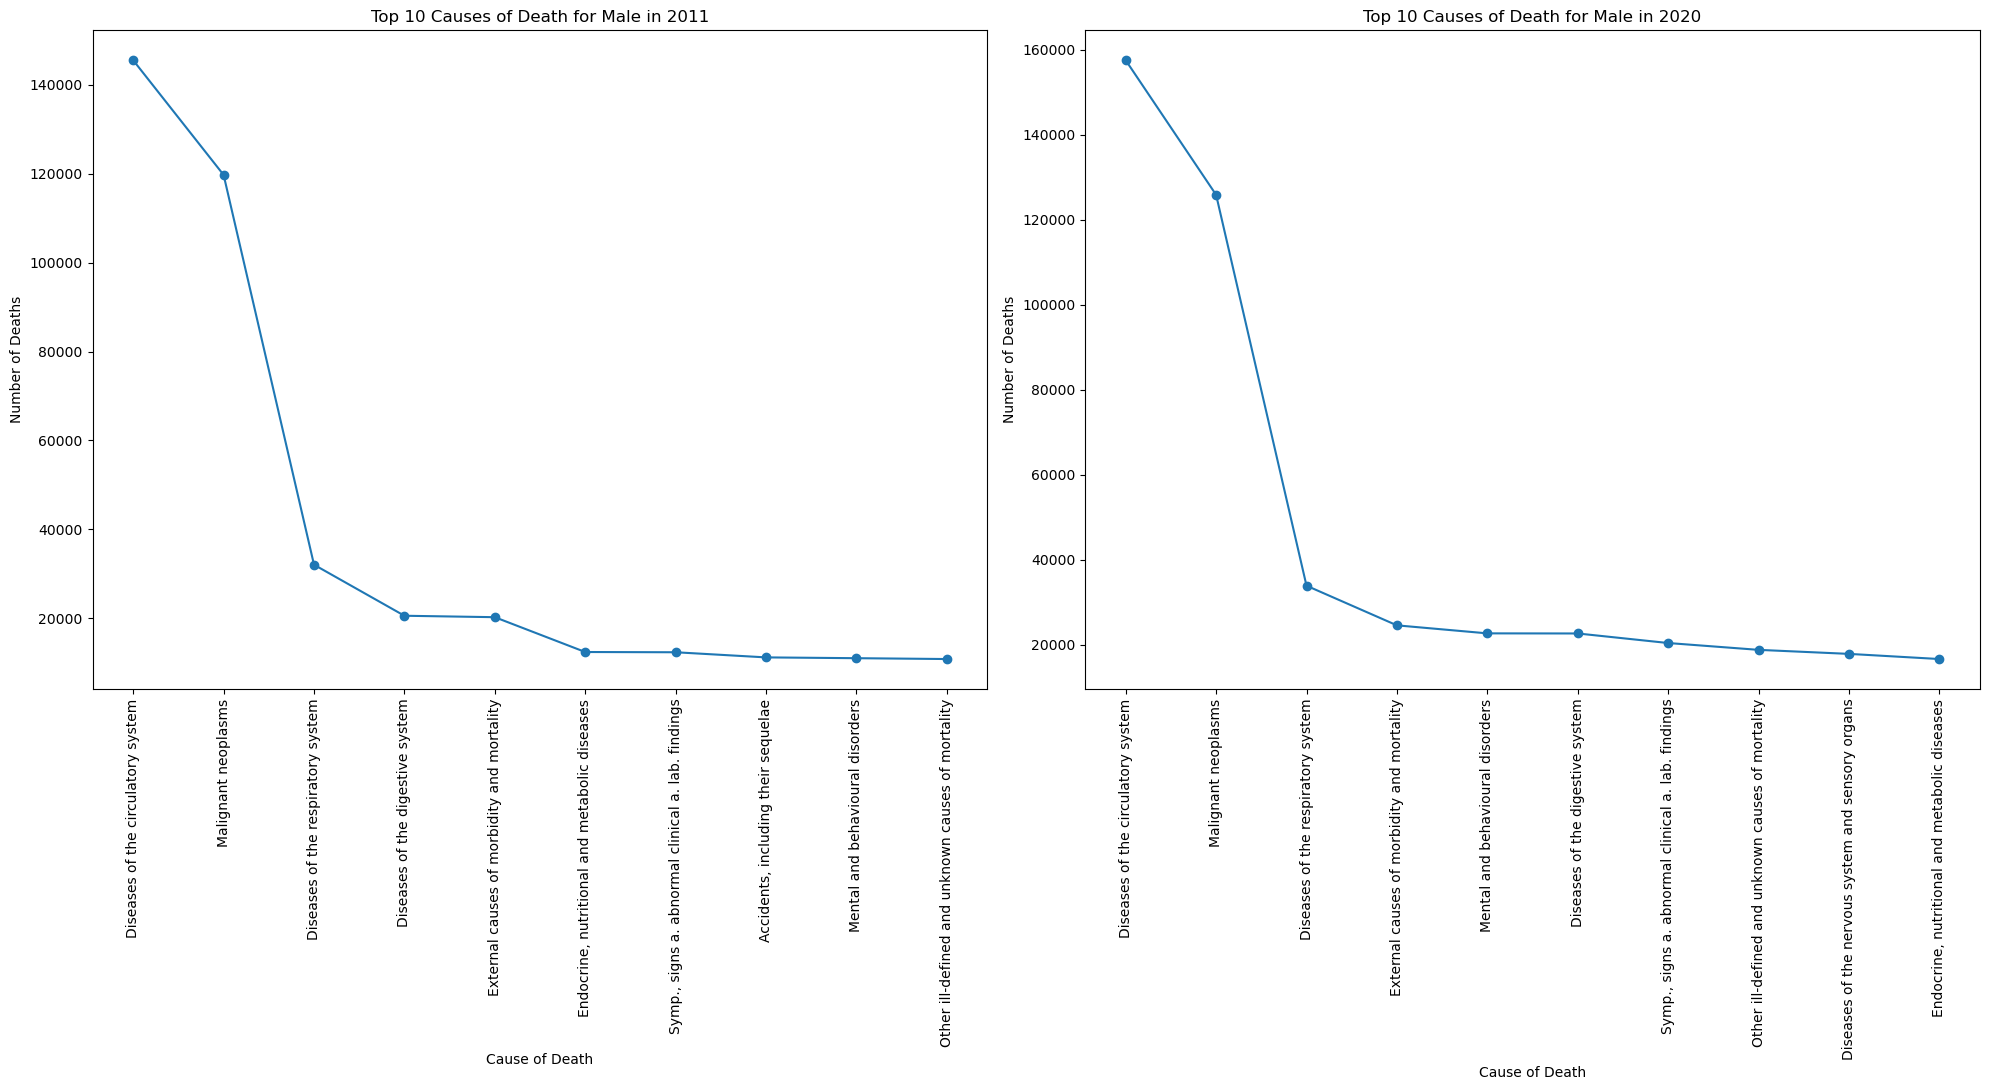 Top 10 Causes of Death for Male in 2011
Number of Deaths
140000
120000
100000
80000
60000
40000
20000
Diseases of the circulatory system
Malignant neoplasms
Diseases of the respiratory system
Diseases of the digestive system
External causes of morbidity and mortality
Endocrine, nutritional and metabolic diseases
Symp., signs a. abnormal clinical a. lab. findings
Accidents, including their sequelae
Mental and behavioural disorders
Other ill-defined and unknown causes of mortality
Cause of Death
Top 10 Causes of Death for Male in 2020
Number of Deaths
160000
140000
120000
100000
80000
60000
40000
20000
Diseases of the circulatory system
Malignant neoplasms
Diseases of the respiratory system
External causes of morbidity and mortality
Mental and behavioural disorders
Diseases of the digestive system
Symp., signs a. abnormal clinical a. lab. findings
Other ill-defined and unknown causes of mortality
Diseases of the nervous system and sensory organs
Endocrine, nutritional and metabolic diseases
Cause of Death